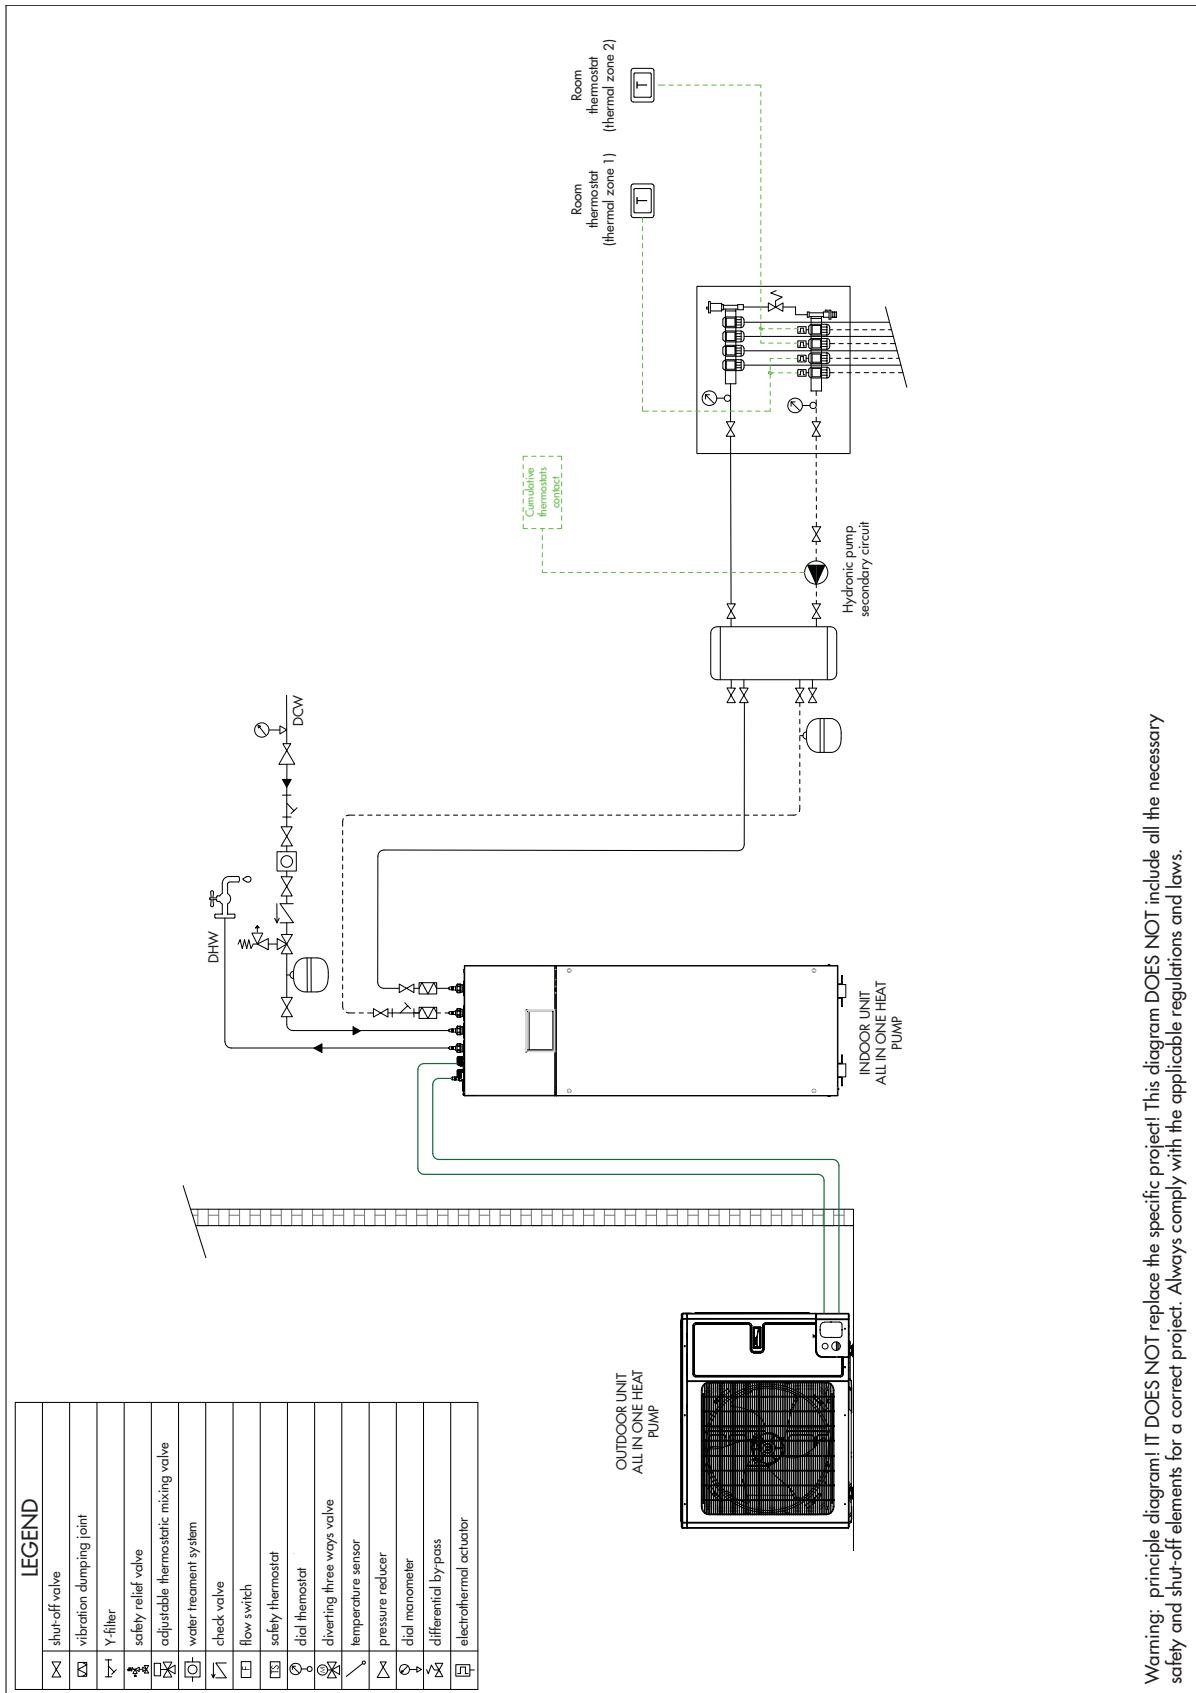 LEGEND
shut-off valve
vibration dumping joint
Y-filter
safety relief valve
adjustable thermostatic mixing valve
water treament system
check valve
F
flow switch
TS
safety thermostat
dial themostat
M
diverting three ways valve
temperature sensor
pressure reducer
dial manometer
differential by-pass
electrothermal actuator
OUTDOOR UNIT
ALL IN ONE HEAT
PUMP
INDOOR UNIT
ALL IN ONE HEAT
PUMP
DHW
DCW
Cumulative
thermostats
contact
Hydronic pump
secondary circuit
Room
thermostat
(thermal zone 1)
T
Room
thermostat
(thermal zone 2)
T
Warning: principle diagram! IT DOES NOT replace the specific project! This diagram DOES NOT include all the necessary
safety and shut-off elements for a correct project. Always comply with the applicable regulations and laws.